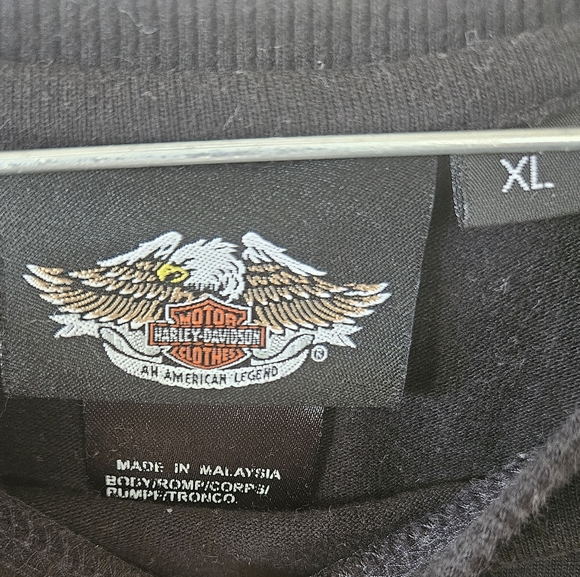 XL
MOTOR
HARLEY-DAVIDSON
CLOTHES
®
AN AMERICAN LEGEND
MADE IN MALAYSIA
BODY/ROMP/CORPS/
RUMPF/TRONCO